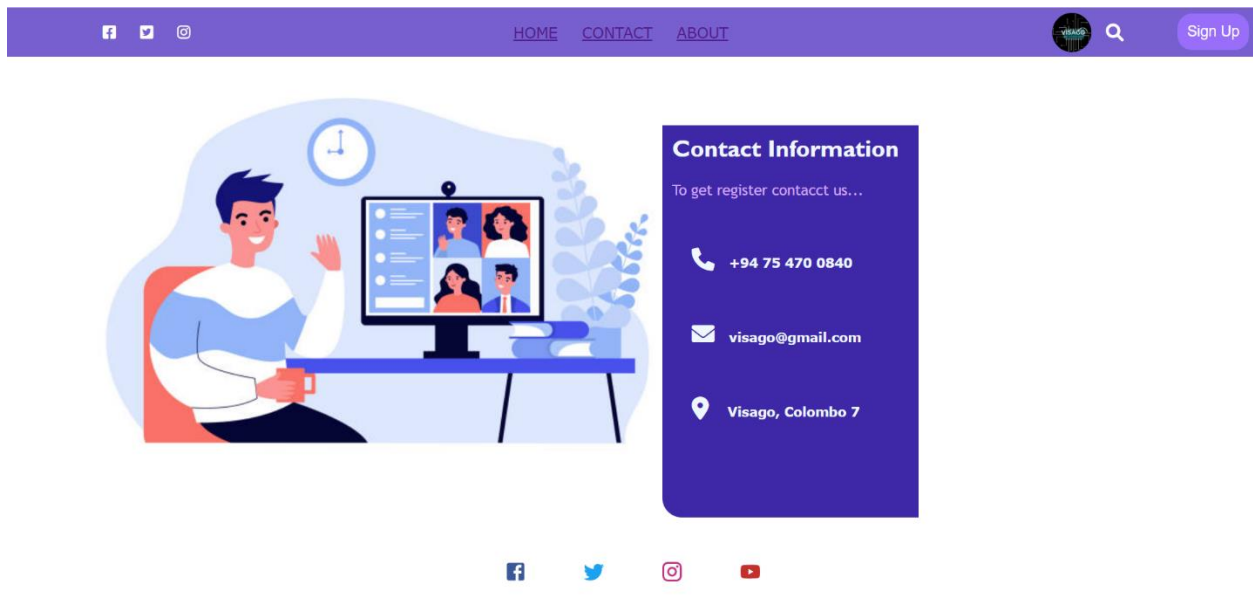 HOME CONTACT ABOUT VISAGO Sign Up
Contact Information
To get register contacct us...
+94 75 470 0840
visago@gmail.com
Visago, Colombo 7